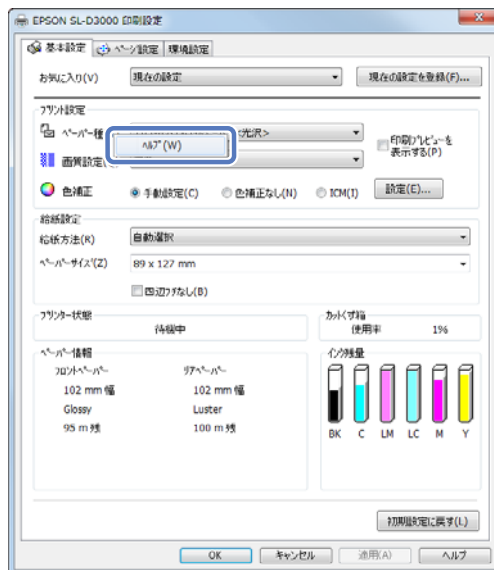 EPSON SL-D3000 印刷設定
基本設定 ページ設定 環境設定
お気に入り(V) 現在の設定 現在の設定を登録(F)...
プリント設定
ペーパー種 光沢>
ヘルプ(W)
画質設定(
印刷プレビューを
表示する(P)
色補正 手動設定(C) 色補正なし(N) ICM(I) 設定(E)...
給紙設定
給紙方法(R) 自動選択
ペーパーサイズ(Z) 89 x 127 mm
四辺フチなし(B)
プリンター状態
待機中
カットくず箱
使用率 1%
ペーパー情報
フロントペーパー リアペーパー
102 mm 幅 102 mm 幅
Glossy Luster
95 m 残 100 m 残
インク残量
BK C LM LC M Y
初期設定に戻す(L)
OK キャンセル 適用(A) ヘルプ